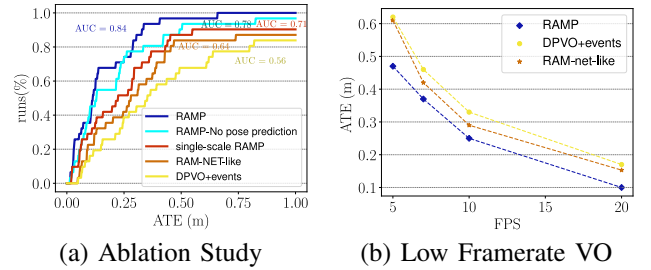 1.0
0.8
0.6
0.4
0.2
0.0
runs(%)
AUC = 0.84
AUC = 0.78
AUC = 0.71
AUC = 0.64
AUC = 0.56
RAMP
RAMP-No pose prediction
single-scale RAMP
RAM-NET-like
DPVO+events
0.00 0.25 0.50 0.75 1.00
ATE (m)
(a) Ablation Study
0.6
0.5
0.4
0.3
0.2
0.1
ATE (m)
RAMP
DPVO+events
RAM-net-like
5 10 15 20
FPS
(b) Low Framerate VO